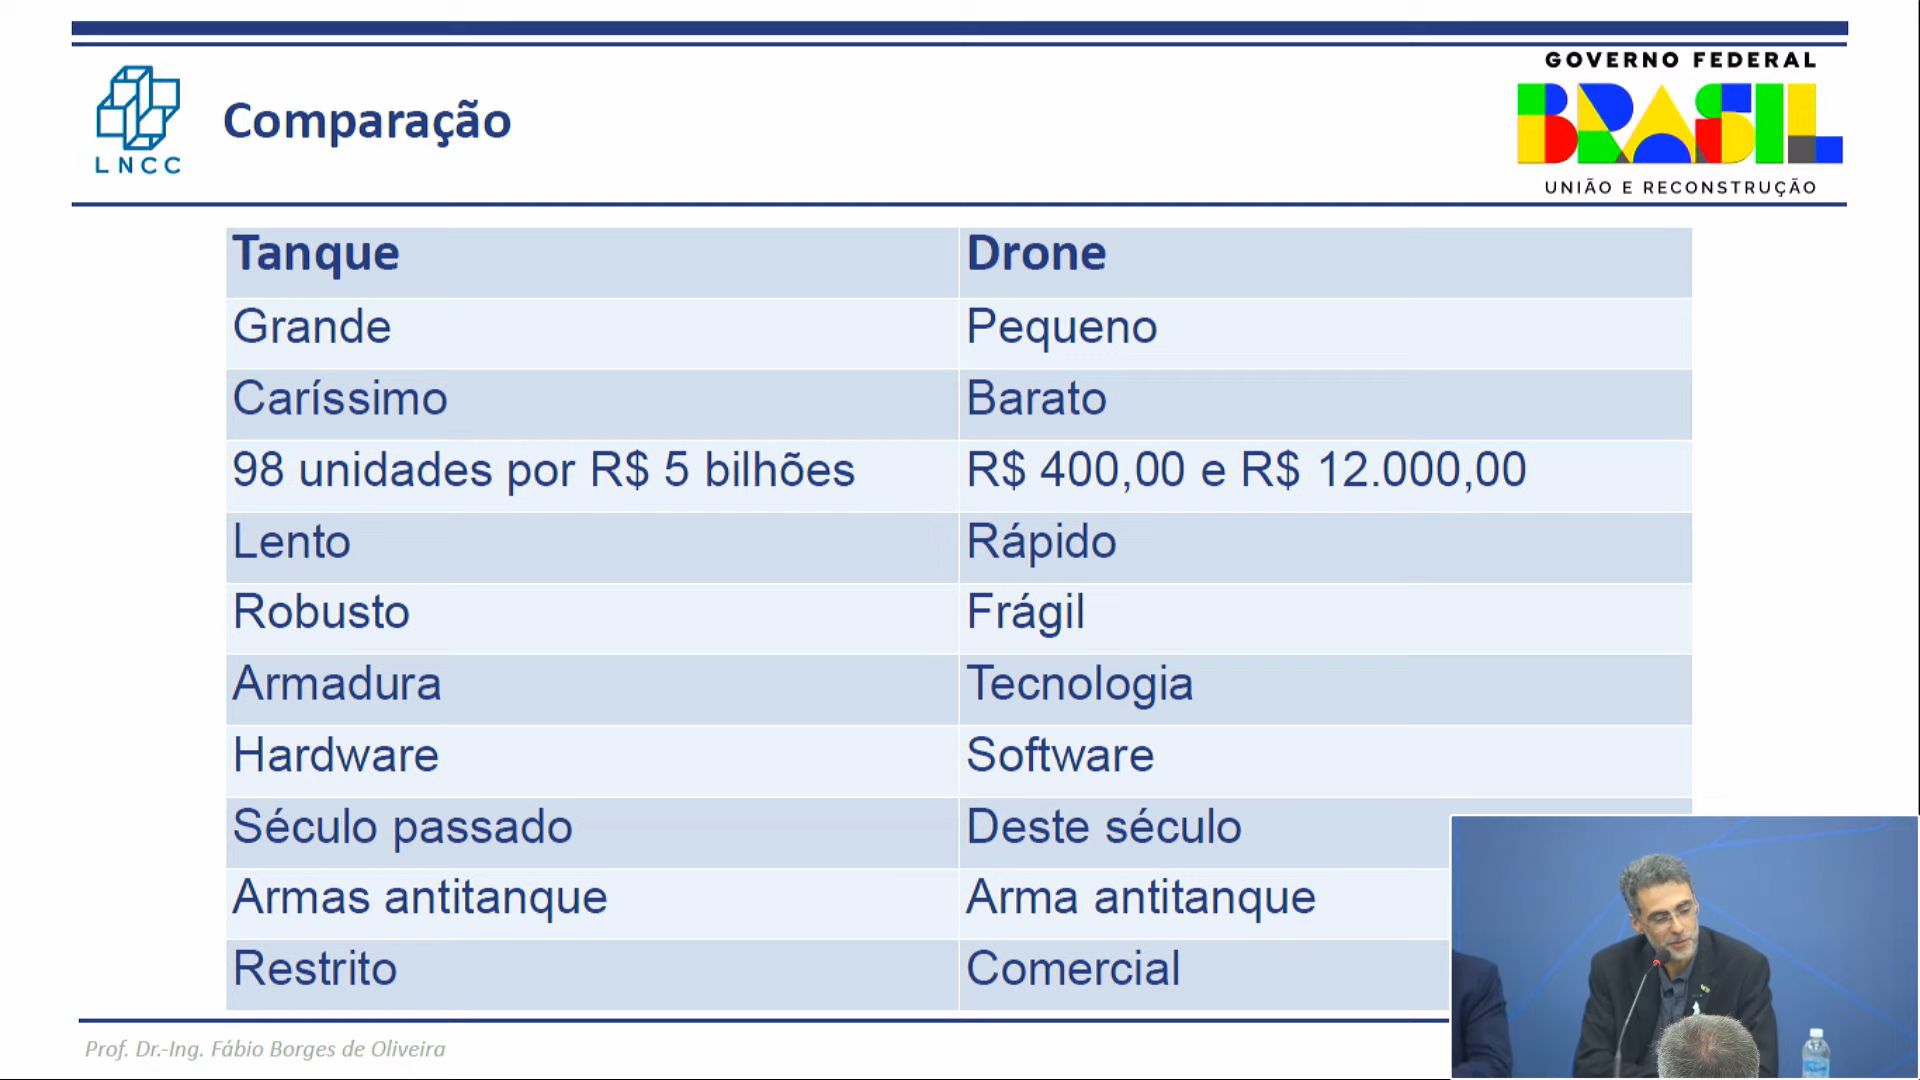 LNCC
Comparação
GOVERNO FEDERAL
BRASIL
UNIÃO E RECONSTRUÇÃO
Tanque Drone
Grande Pequeno
Caríssimo Barato
98 unidades por R$ 5 bilhões R$ 400,00 e R$ 12.000,00
Lento Rápido
Robusto Frágil
Armadura Tecnologia
Hardware Software
Século passado Deste século
Armas antitanque Arma antitanque
Restrito Comercial
Prof. Dr.-Ing. Fábio Borges de Oliveira